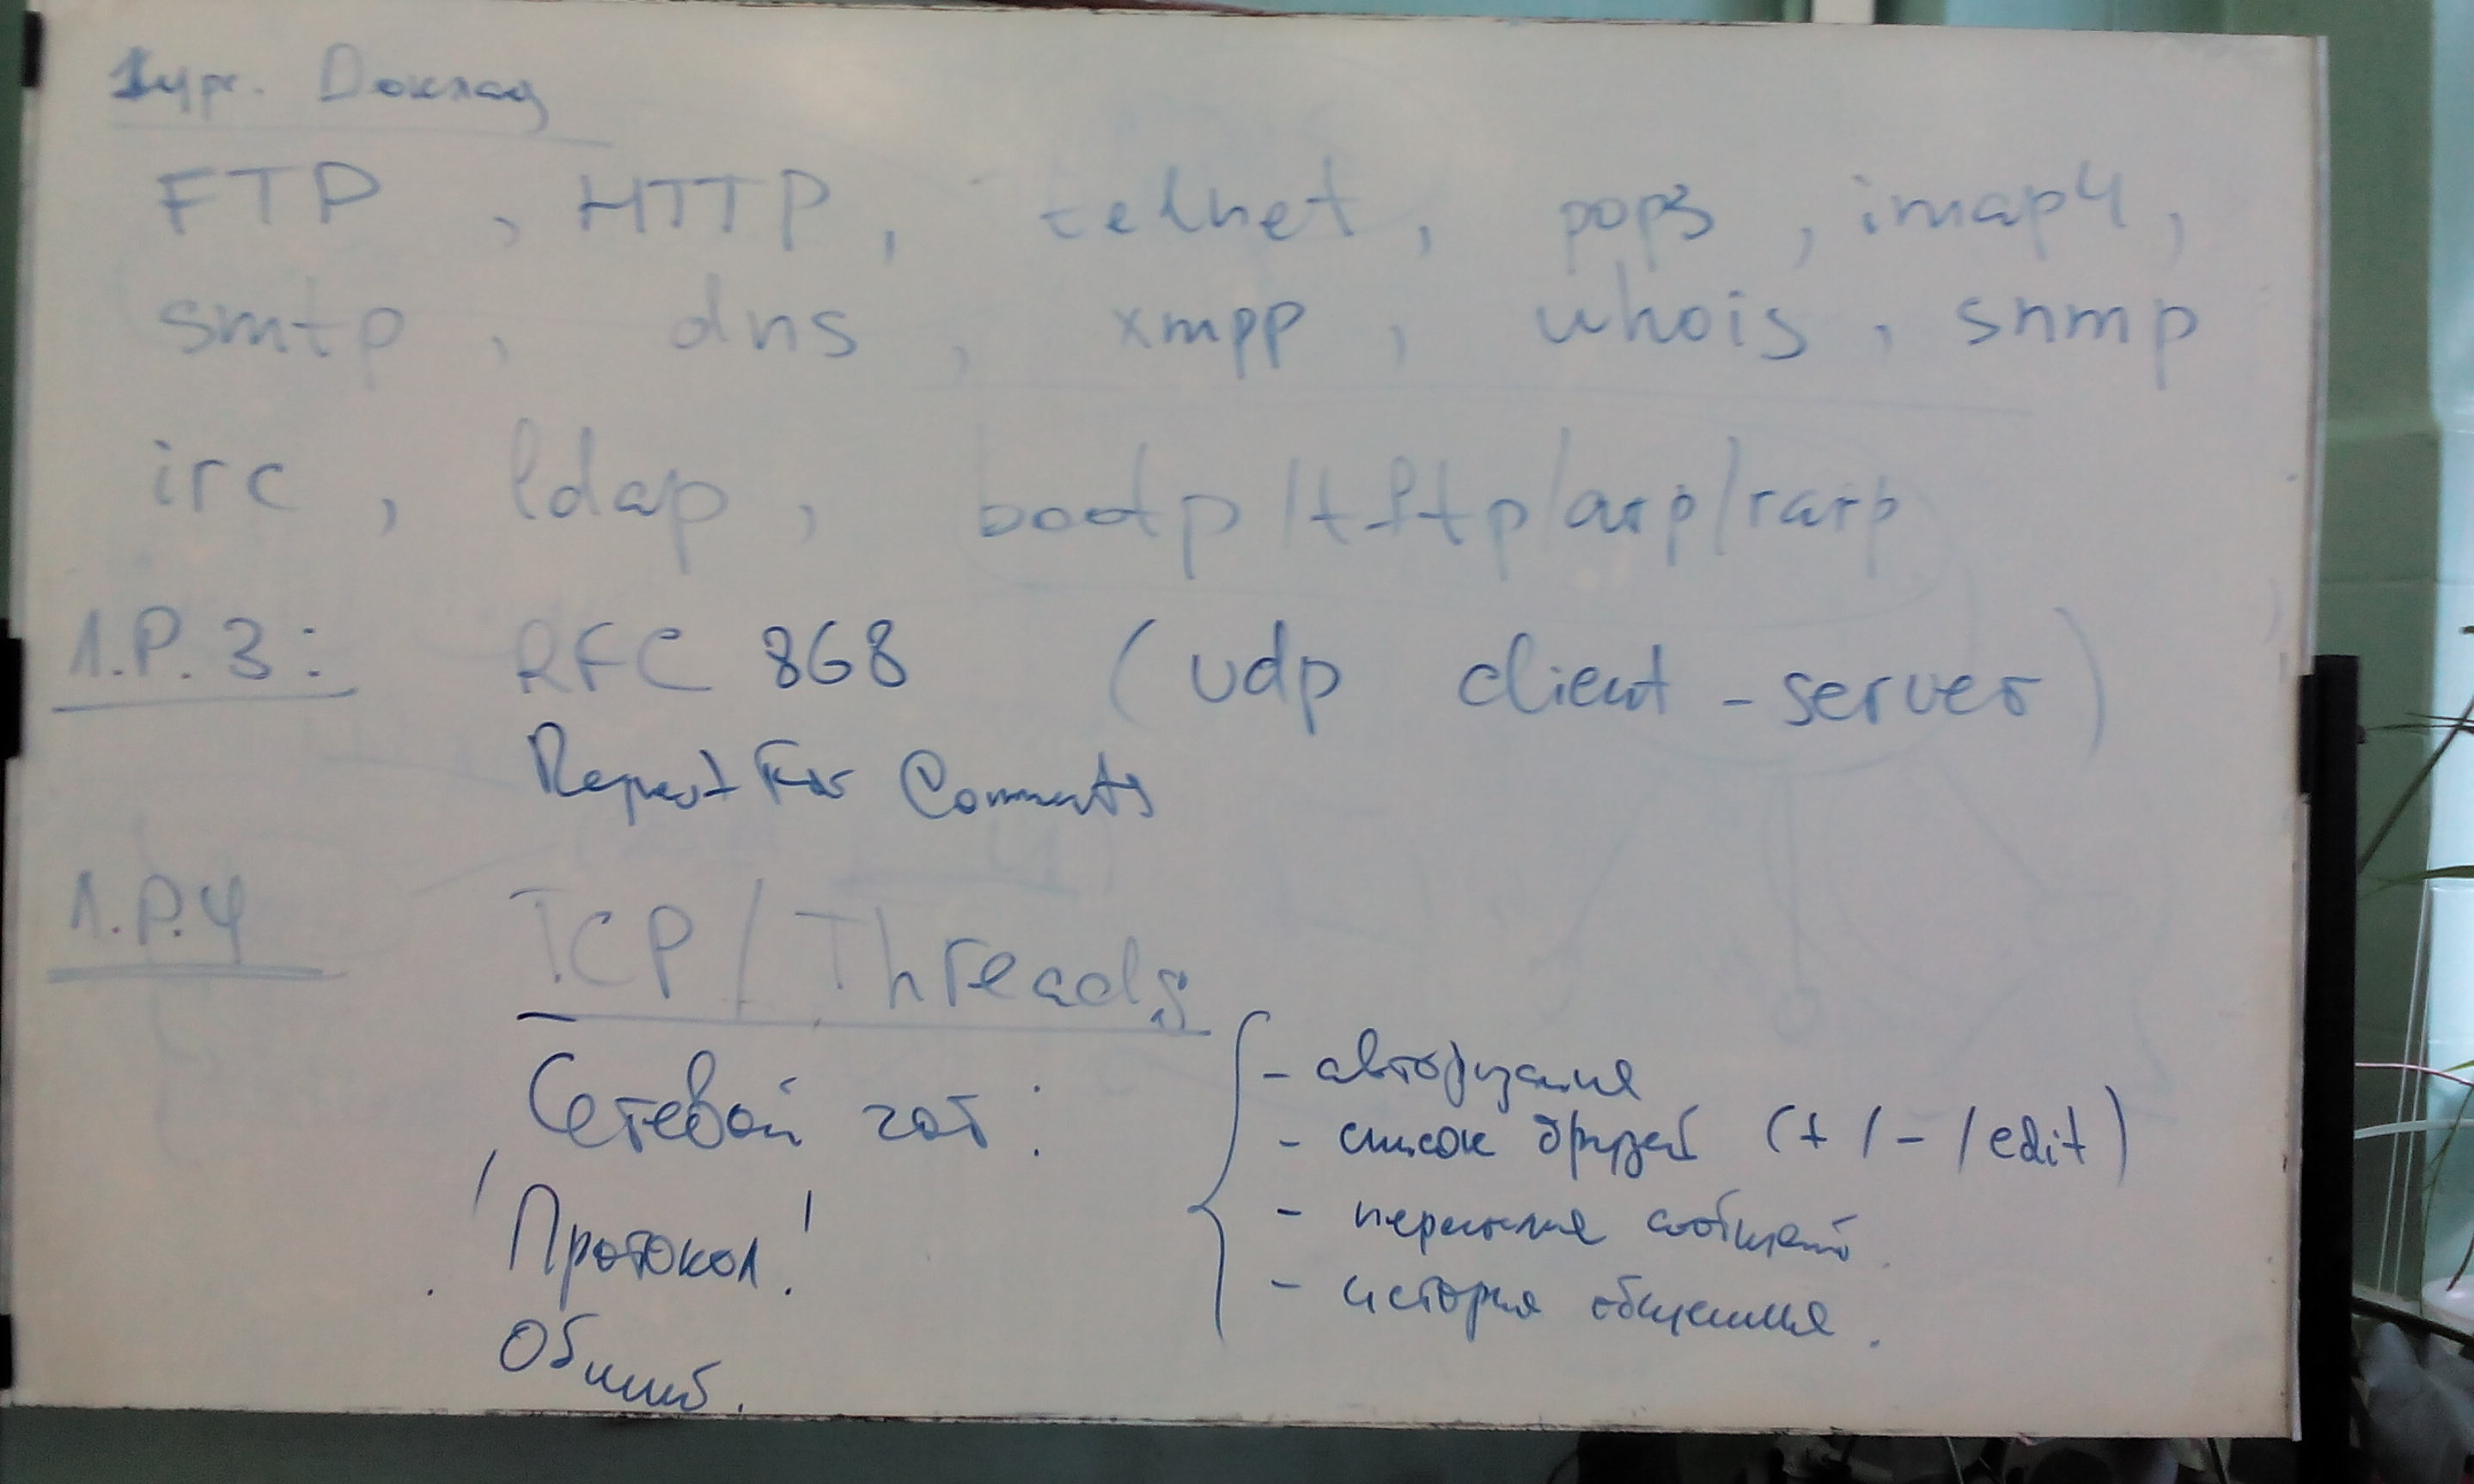 Курс. Доклад
FTP, HTTP, telnet, pop3, imap4,
smtp, dns, xmpp, whois, snmp
irc, ldap, bootp/tftp/arp/rarp
Л.Р.3: RFC 868 (udp client-server)
Request For Comments
Л.Р.4 TCP/Threads
Сетевой чат:
- авторизация
- список друзей (+/-/edit)
- пересылка сообщений.
- история общения.
! Протокол!